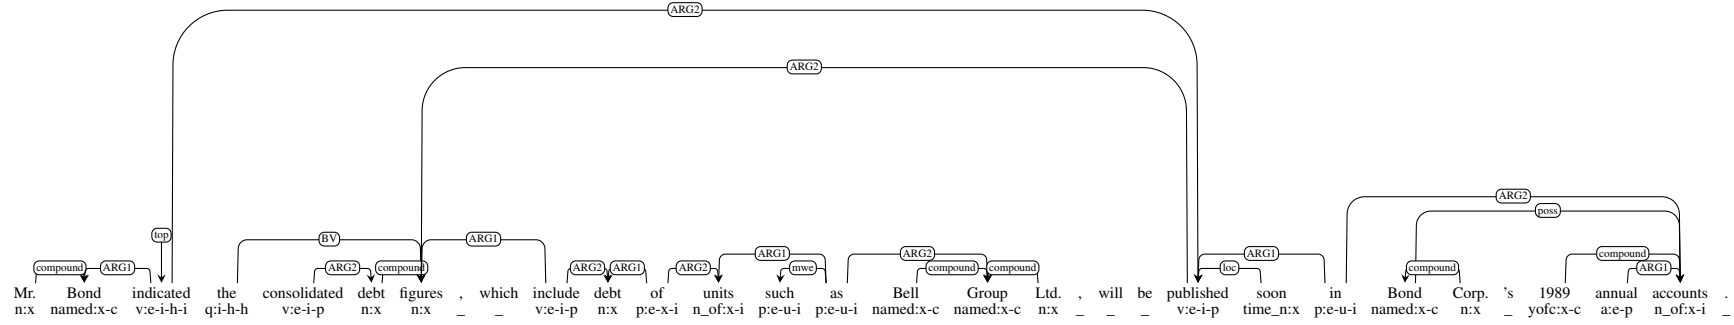 ARG2
ARG2
ARG2
poss
top
BV
ARG1
ARG1
ARG2
ARG1
compound
compound
ARG1
ARG2
compound
ARG2
ARG1
ARG2
mwe
compound
compound
loc
compound
ARG1
Mr. Bond indicated the consolidated debt figures , which include debt of units such as Bell Group Ltd. , will be published soon in Bond Corp. 's 1989 annual accounts .
n:x named:x-c v:e-i-h-i q:i-h-h v:e-i-p n:x n:x _ _ v:e-i-p n:x p:e-x-i n_of:x-i p:e-u-i p:e-u-i named:x-c named:x-c n:x _ _ _ v:e-i-p time_n:x p:e-u-i named:x-c n:x _ yofc:x-c a:e-p n_of:x-i _